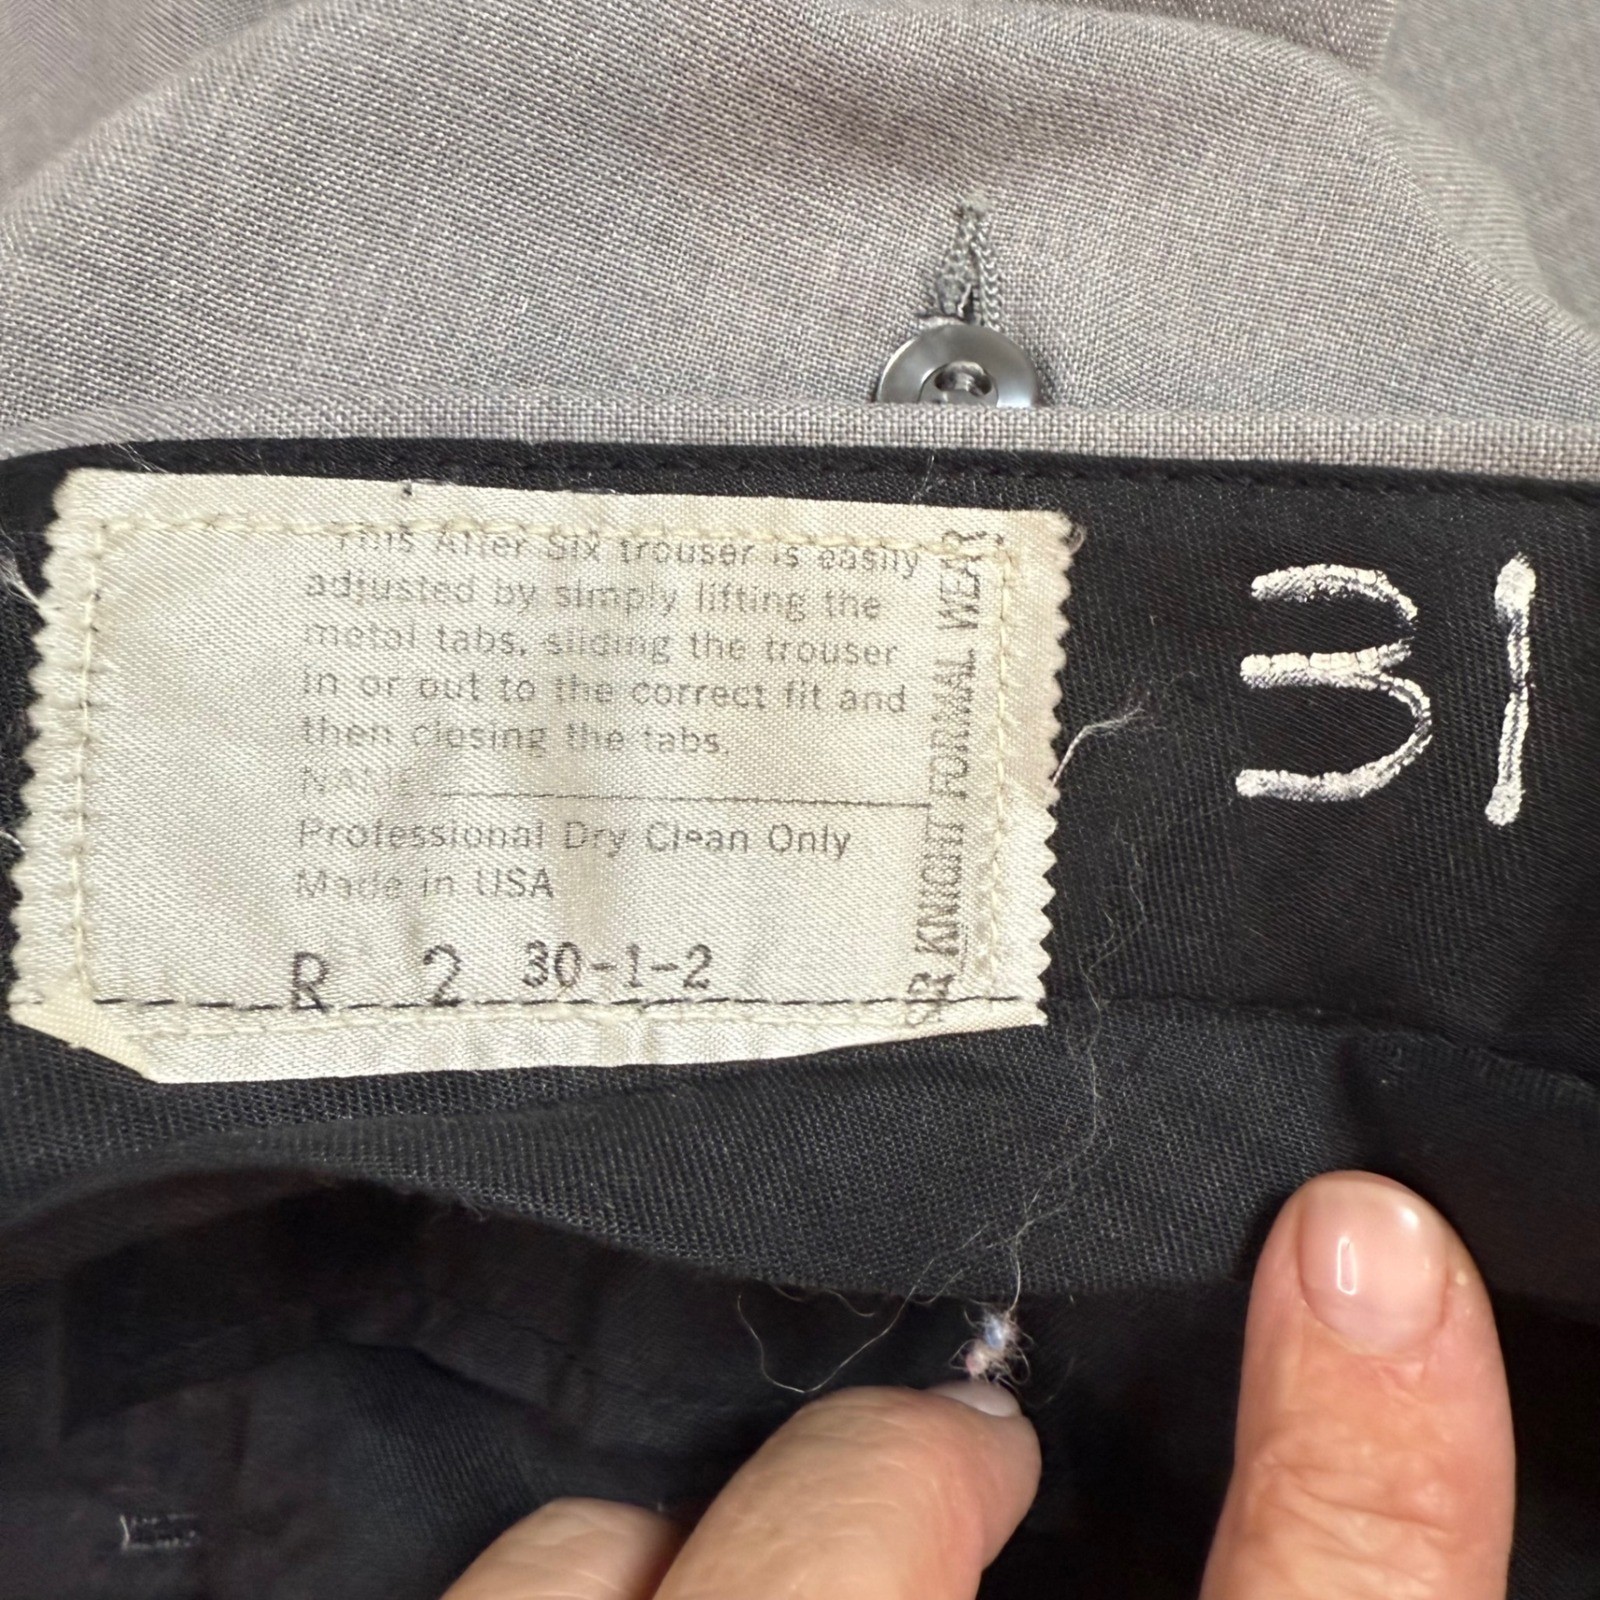 This After Six trouser is easily
adjusted by simply lifting the
metal tabs, sliding the trouser
in or out to the correct fit and
then closing the tabs.
NAME
Professional Dry Clean Only
Made in USA
R 2 30-1-2
SIR KNIGHT FORMAL WEAR
31